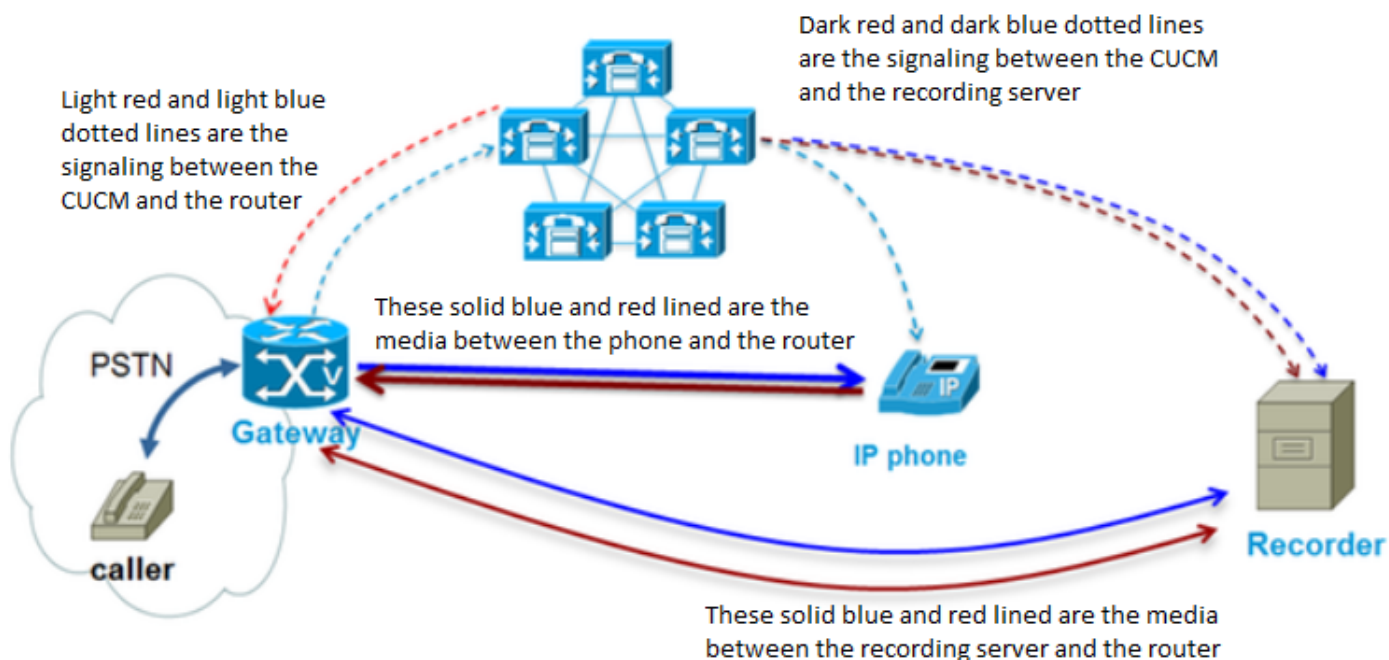 Dark red and dark blue dotted lines
are the signaling between the CUCM
and the recording server
Light red and light blue
dotted lines are the
signaling between the
CUCM and the router
These solid blue and red lined are the
media between the phone and the router
PSTN
V
Gateway
IP
IP phone
caller
Recorder
These solid blue and red lined are the media
between the recording server and the router